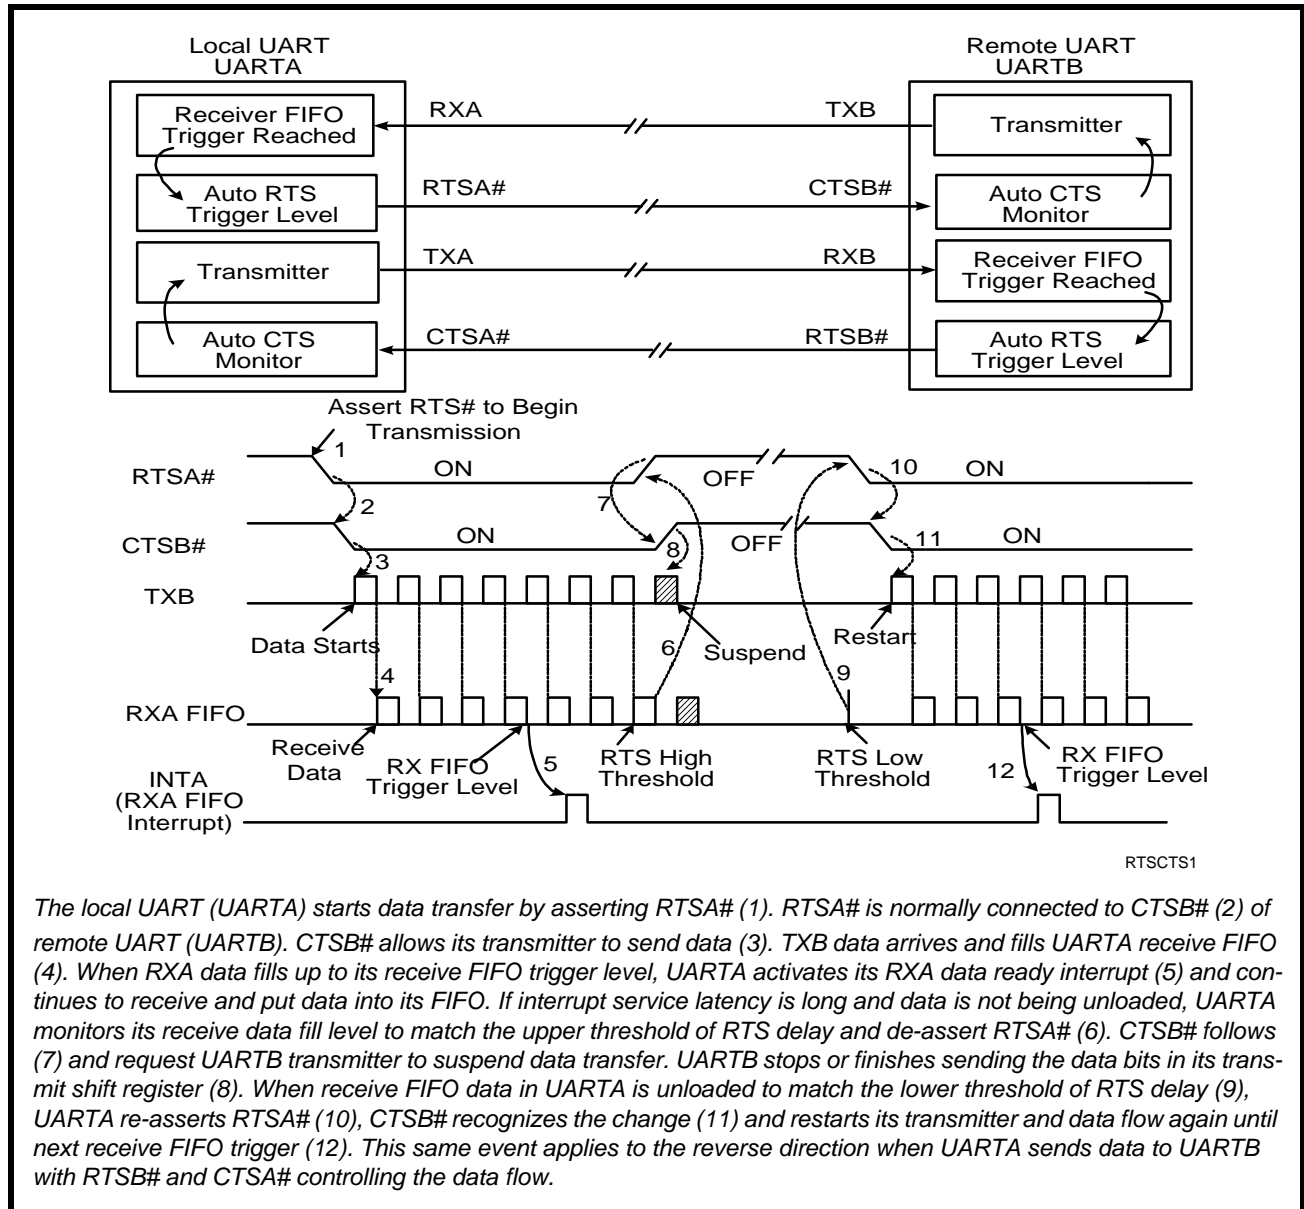 Local UART
UARTA
Remote UART
UARTB
Receiver FIFO
Trigger Reached
RXA
TXB
Transmitter
Auto RTS
Trigger Level
RTSA#
CTSB#
Auto CTS
Monitor
Transmitter
TXA
RXB
Receiver FIFO
Trigger Reached
Auto CTS
Monitor
CTSA#
RTSB#
Auto RTS
Trigger Level
Assert RTS# to Begin
Transmission
1
RTSA#
ON
OFF
10
ON
2
7
CTSB#
ON
8
OFF
11
ON
3
TXB
Data Starts
6
Suspend
Restart
4
9
RXA FIFO
Receive
Data
RX FIFO
Trigger Level
5
RTS High
Threshold
RTS Low
Threshold
12
RX FIFO
Trigger Level
INTA
(RXA FIFO
Interrupt)
RTSCTS1
The local UART (UARTA) starts data transfer by asserting RTSA# (1). RTSA# is normally connected to CTSB# (2) of
remote UART (UARTB). CTSB# allows its transmitter to send data (3). TXB data arrives and fills UARTA receive FIFO
(4). When RXA data fills up to its receive FIFO trigger level, UARTA activates its RXA data ready interrupt (5) and con-
tinues to receive and put data into its FIFO. If interrupt service latency is long and data is not being unloaded, UARTA
monitors its receive data fill level to match the upper threshold of RTS delay and de-assert RTSA# (6). CTSB# follows
(7) and request UARTB transmitter to suspend data transfer. UARTB stops or finishes sending the data bits in its trans-
mit shift register (8). When receive FIFO data in UARTA is unloaded to match the lower threshold of RTS delay (9),
UARTA re-asserts RTSA# (10), CTSB# recognizes the change (11) and restarts its transmitter and data flow again until
next receive FIFO trigger (12). This same event applies to the reverse direction when UARTA sends data to UARTB
with RTSB# and CTSA# controlling the data flow.